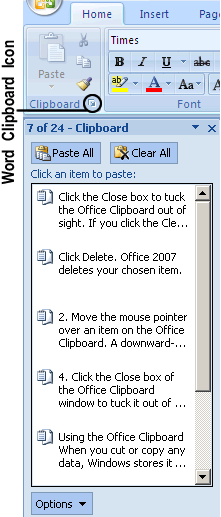 Word Clipboard Icon
Home Insert Pag
Paste
Times
B I U abc
ab Aa A
Clipboard
Font
7 of 24 - Clipboard
Paste All Clear All
Click an item to paste:
Click the Close box to tuck
the Office Clipboard out of
sight. If you click the Cle...
Click Delete. Office 2007
deletes your chosen item.
2. Move the mouse pointer
over an item on the Office
Clipboard. A downward-...
4. Click the Close box of
the Office Clipboard
window to tuck it out of ...
Using the Office Clipboard
When you cut or copy any
data, Windows stores it ...
Options